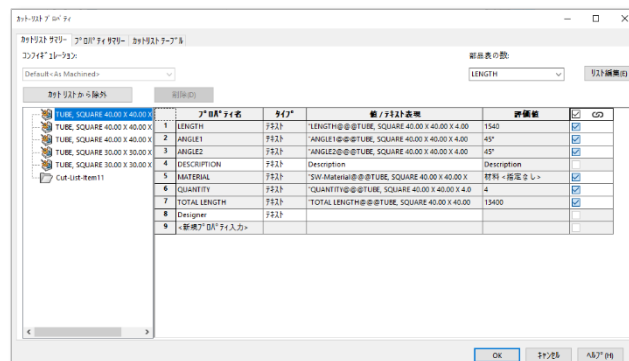 カット-リスト プロパティ
カットリスト サマリー プロパティ サマリー カットリスト テーブル
コンフィギュレーション: 部品表の数:
Default<As Machined> LENGTH リスト編集(E)
カットリストから除外 削除(D)
プロパティ名 タイプ 値 / テキスト表現 評価値
1 LENGTH テキスト "LENGTH@@@TUBE, SQUARE 40.00 X 40.00 X 4.00 1540
2 ANGLE1 テキスト "ANGLE1@@@TUBE, SQUARE 40.00 X 40.00 X 4.00 45°
3 ANGLE2 テキスト "ANGLE2@@@TUBE, SQUARE 40.00 X 40.00 X 4.00 45°
4 DESCRIPTION テキスト Description Description
5 MATERIAL テキスト "SW-Material@@@TUBE, SQUARE 40.00 X 40.00 X 材料 <指定なし>
6 QUANTITY テキスト "QUANTITY@@@TUBE, SQUARE 40.00 X 40.00 X 4.0 4
7 TOTAL LENGTH テキスト "TOTAL LENGTH@@@TUBE, SQUARE 40.00 X 40.00 13400
8 Designer テキスト
9 <新規プロパティ入力>
TUBE, SQUARE 40.00 X 40.00 X
TUBE, SQUARE 40.00 X 40.00 X
TUBE, SQUARE 30.00 X 30.00 X
TUBE, SQUARE 40.00 X 40.00 X
TUBE, SQUARE 30.00 X 30.00 X
Cut-List-Item11
OK キャンセル ヘルプ(H)